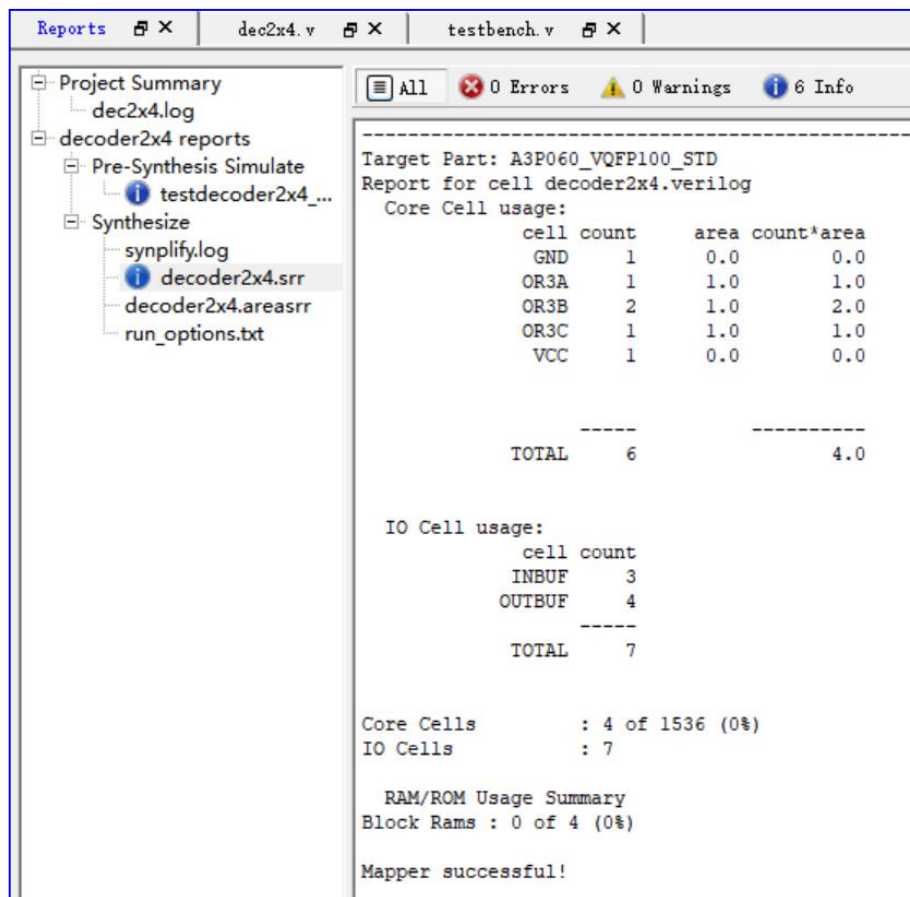 Reports dec2x4.v testbench.v
Project Summary
dec2x4.log
decoder2x4 reports
Pre-Synthesis Simulate
testdecoder2x4_...
Synthesize
synplify.log
decoder2x4.srr
decoder2x4.areasrr
run_options.txt
All 0 Errors 0 Warnings 6 Info
--------------------------------------------------
Target Part: A3P060_VQFP100_STD
Report for cell decoder2x4.verilog
Core Cell usage:
cell count area count*area
GND 1 0.0 0.0
OR3A 1 1.0 1.0
OR3B 2 1.0 2.0
OR3C 1 1.0 1.0
VCC 1 0.0 0.0
----- ----------
TOTAL 6 4.0
IO Cell usage:
cell count
INBUF 3
OUTBUF 4
-----
TOTAL 7
Core Cells : 4 of 1536 (0%)
IO Cells : 7
RAM/ROM Usage Summary
Block Rams : 0 of 4 (0%)
Mapper successful!